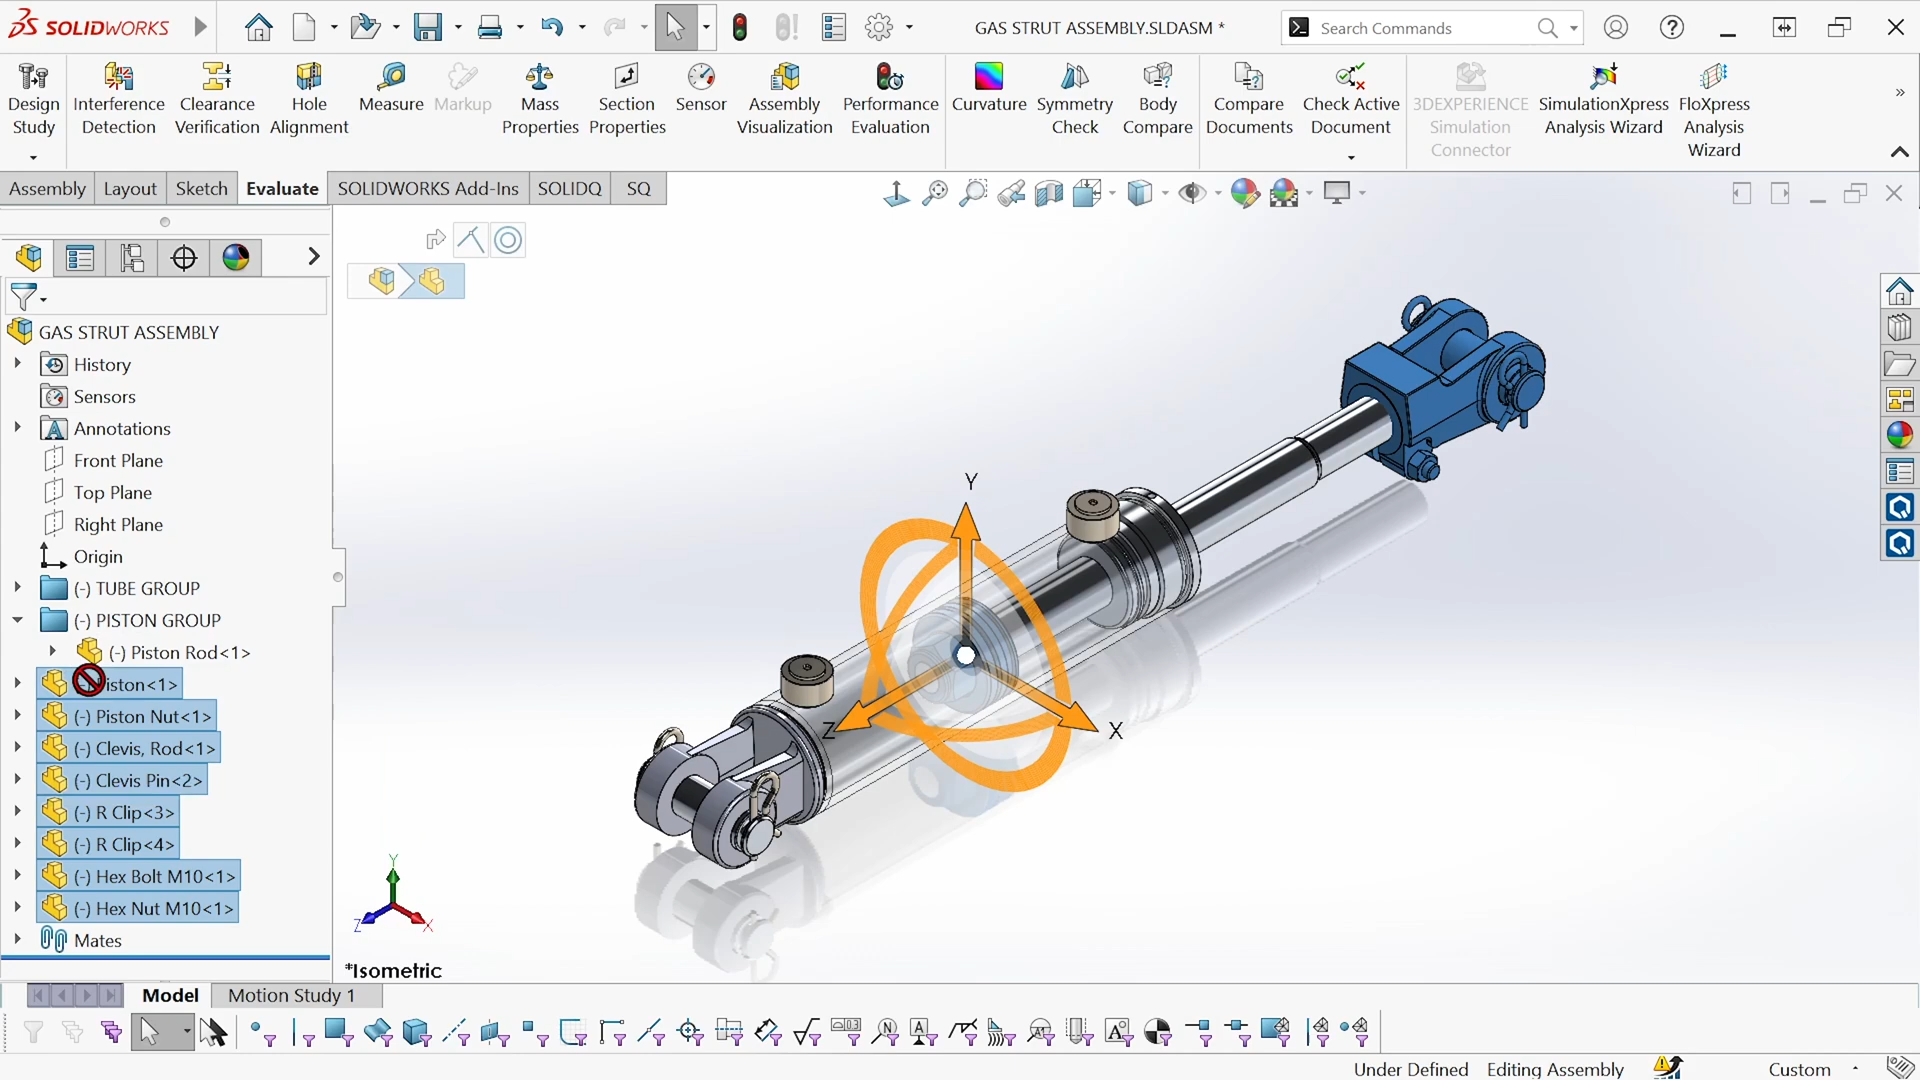 SOLIDWORKS
GAS STRUT ASSEMBLY.SLDASM *
Search Commands
Design Study
Interference Detection
Clearance Verification
Hole Alignment
Measure
Markup
Mass Properties
Section Properties
Sensor
Assembly Visualization
Performance Evaluation
Curvature
Symmetry Check
Body Compare
Compare Documents
Check Active Document
3DEXPERIENCE Simulation Connector
SimulationXpress Analysis Wizard
FloXpress Analysis Wizard
Assembly
Layout
Sketch
Evaluate
SOLIDWORKS Add-Ins
SOLIDQ
SQ
GAS STRUT ASSEMBLY
History
Sensors
Annotations
Front Plane
Top Plane
Right Plane
Origin
(-) TUBE GROUP
(-) PISTON GROUP
(-) Piston Rod<1>
iston<1>
(-) Piston Nut<1>
(-) Clevis, Rod<1>
(-) Clevis Pin<2>
(-) R Clip<3>
(-) R Clip<4>
(-) Hex Bolt M10<1>
(-) Hex Nut M10<1>
Mates
Y
Z
X
Y
Z
X
*Isometric
Model
Motion Study 1
Under Defined
Editing Assembly
Custom